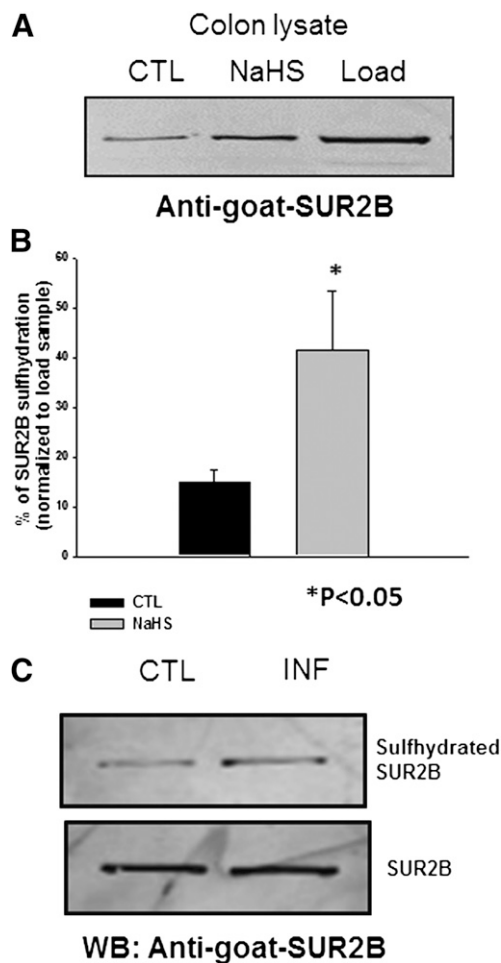 A
Colon lysate
CTL NaHS Load
Anti-goat-SUR2B
B
% of SUR2B sulfhydration
(normalized to load sample)
60
50
40
30
20
10
0
*
CTL
NaHS
*P<0.05
C
CTL INF
Sulfhydrated
SUR2B
SUR2B
WB: Anti-goat-SUR2B